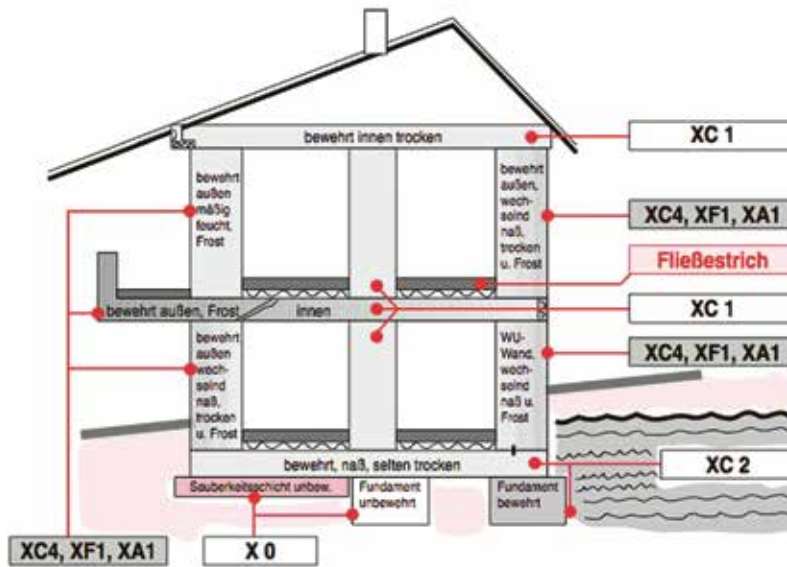 bewehrt innen trocken
XC 1
bewehrt
außen
mäßig
feucht,
Frost
bewehrt
außen,
wech-
selnd
naß,
trocken
u. Frost
XC4, XF1, XA1
Fließestrich
bewehrt außen, Frost
innen
XC 1
bewehrt
außen
wech-
selnd
naß,
trocken
u. Frost
WU-
Wand,
wech-
selnd
naß u.
Frost
XC4, XF1, XA1
bewehrt, naß, selten trocken
XC 2
Sauberkeitsschicht unbew.
Fundament
unbewehrt
Fundament
bewehrt
XC4, XF1, XA1
X 0